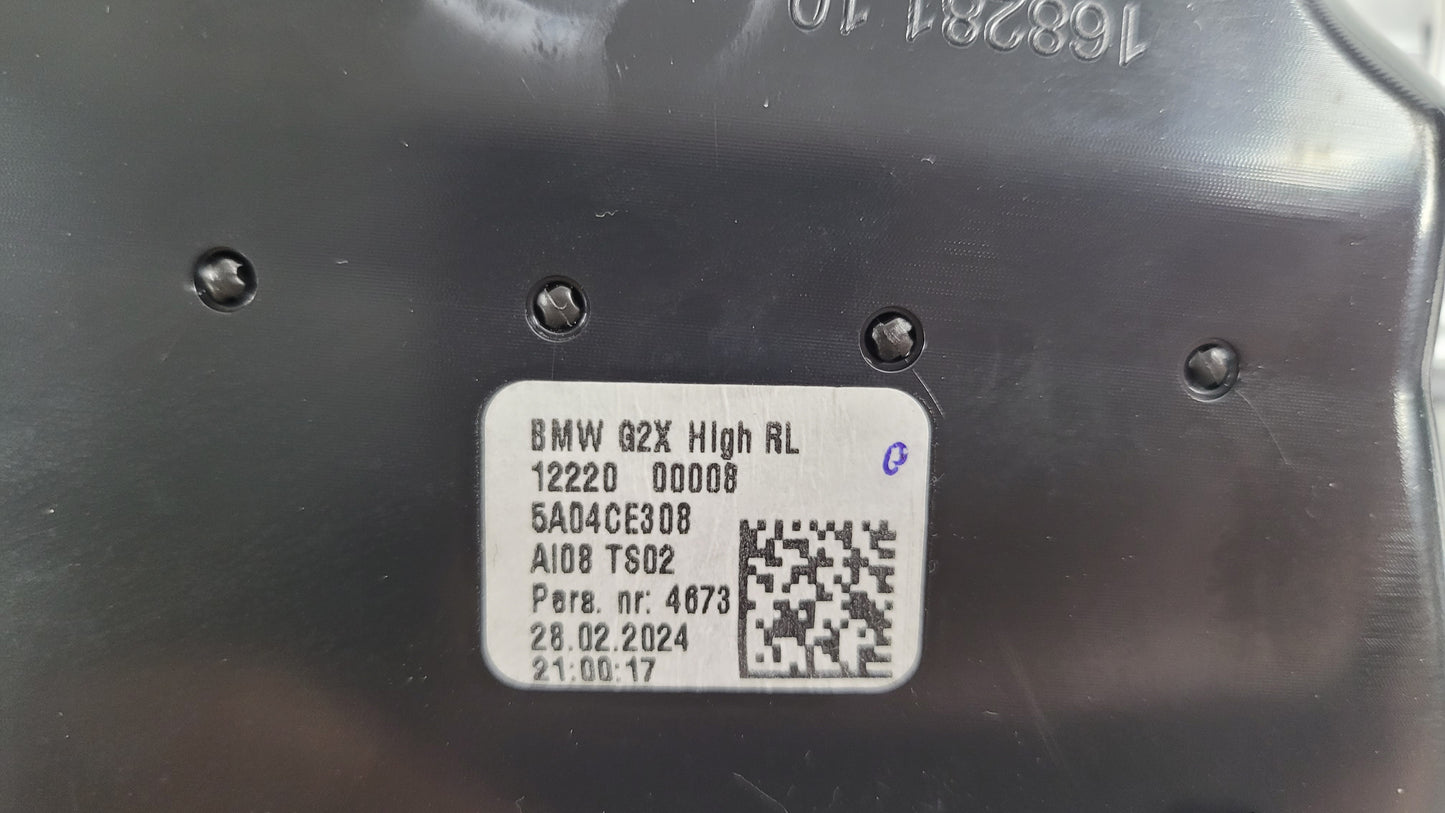 168281 10
BMW G2X High RL
12220 00008
5A04CE308
AI08 TS02
Pers. nr: 4673
28.02.2024
21:00:17